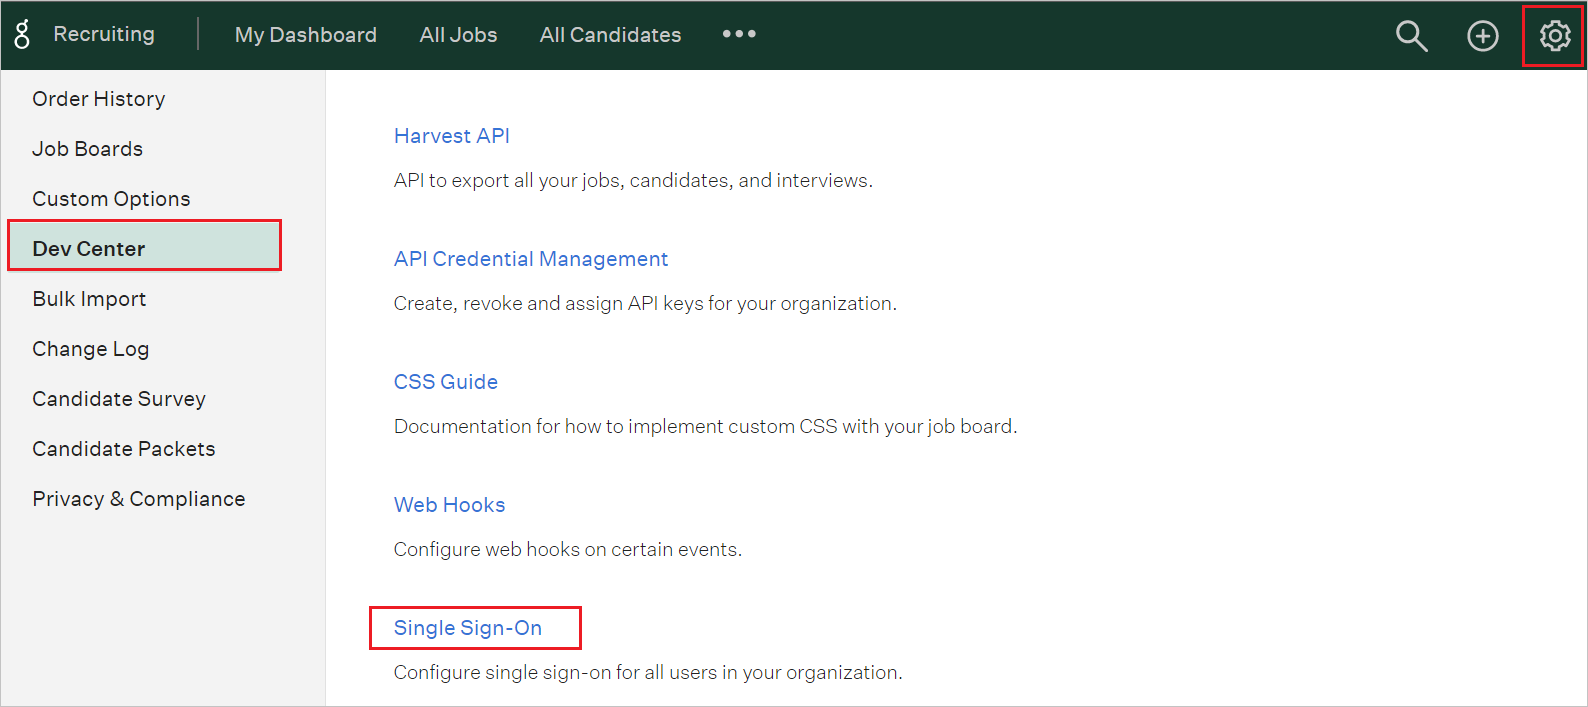 Recruiting
My Dashboard
All Jobs
All Candidates
Order History
Job Boards
Custom Options
Dev Center
Bulk Import
Change Log
Candidate Survey
Candidate Packets
Privacy & Compliance
Harvest API
API to export all your jobs, candidates, and interviews.
API Credential Management
Create, revoke and assign API keys for your organization.
CSS Guide
Documentation for how to implement custom CSS with your job board.
Web Hooks
Configure web hooks on certain events.
Single Sign-On
Configure single sign-on for all users in your organization.